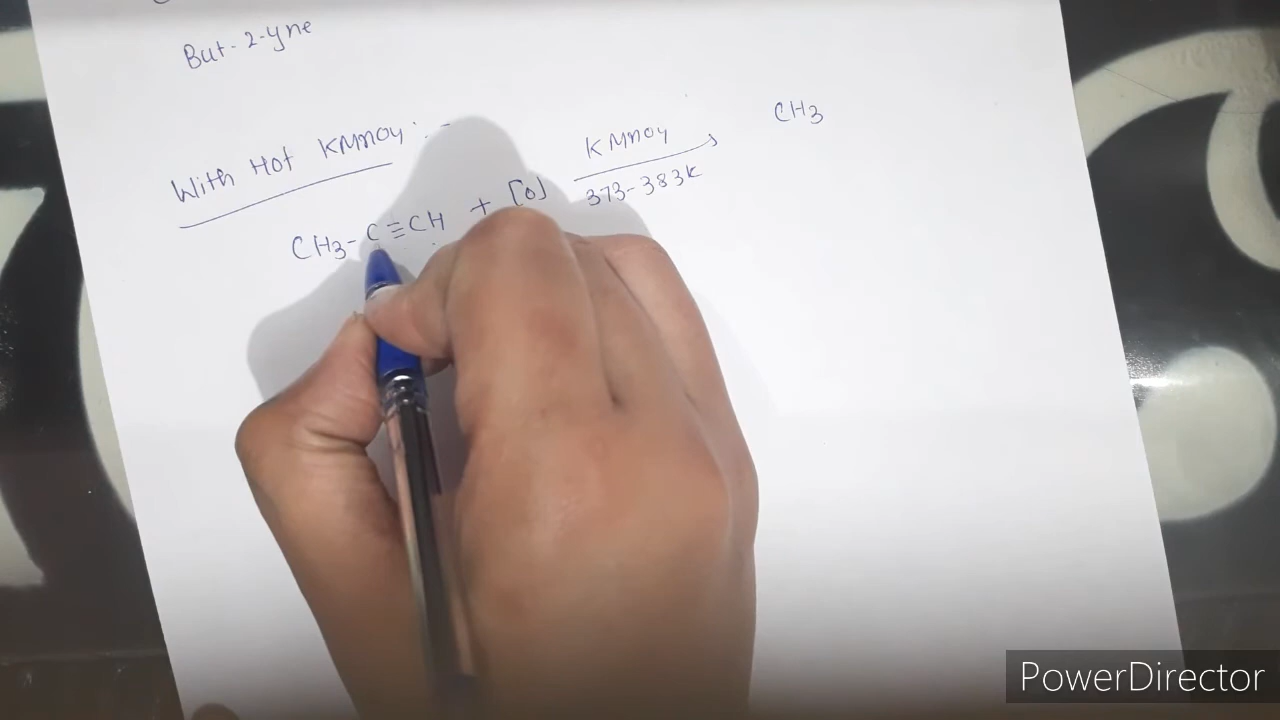 But-2-yne
With Hot KMnO4 :-
CH3-C≡CH + [O] KMnO4 CH3
373-383K
PowerDirector